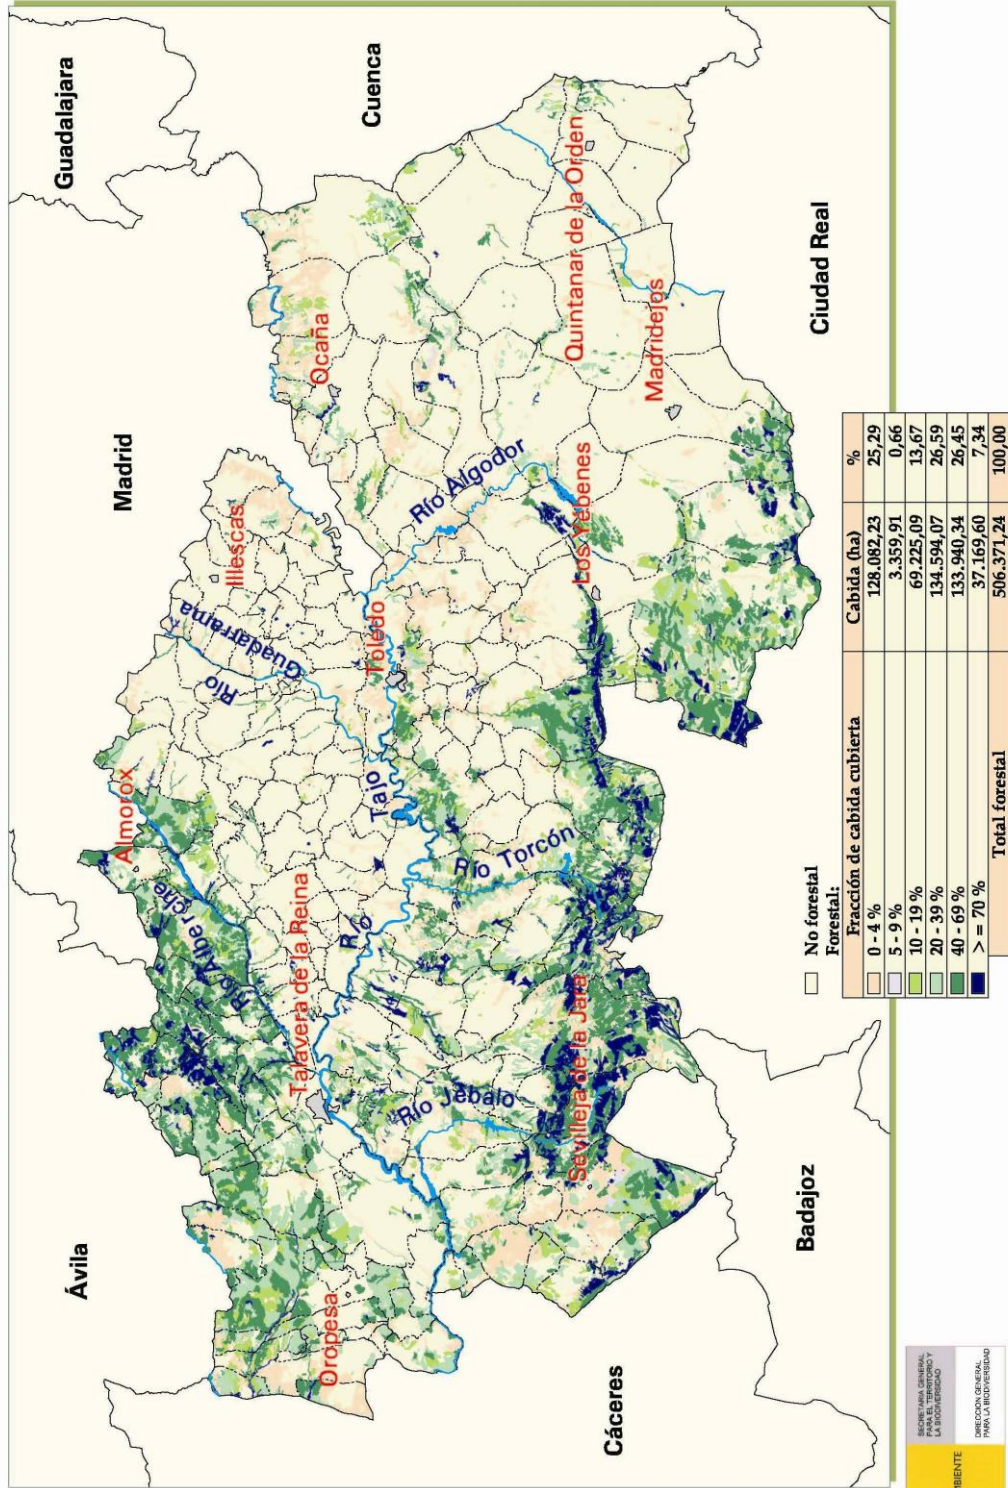 Guadalajara
Madrid
Ávila
Cuenca
Almorox
Illescas
Río
Guadarrama
Río Alberche
Talavera de la Reina
Ocaña
Oropesa
Toledo
Río
Tajo
Río Algodor
Río Torcón
Río Jébalo
Quintanar de la Orden
Sevilleja de la Jara
Los Yébenes
Madridejos
Cáceres
Badajoz
Ciudad Real
No forestal
Forestal:
Fracción de cabida cubierta Cabida (ha) %
0 - 4 % 128.082,23 25,29
5 - 9 % 3.359,91 0,66
10 - 19 % 69.225,09 13,67
20 - 39 % 134.594,07 26,59
40 - 69 % 133.940,34 26,45
> = 70 % 37.169,60 7,34
Total forestal 506.371,24 100,00
SECRETARIA GENERAL
PARA EL TERRITORIO Y
LA BIODIVERSIDAD
DIRECCION GENERAL
PARA LA BIODIVERSIDAD
MBIENTE